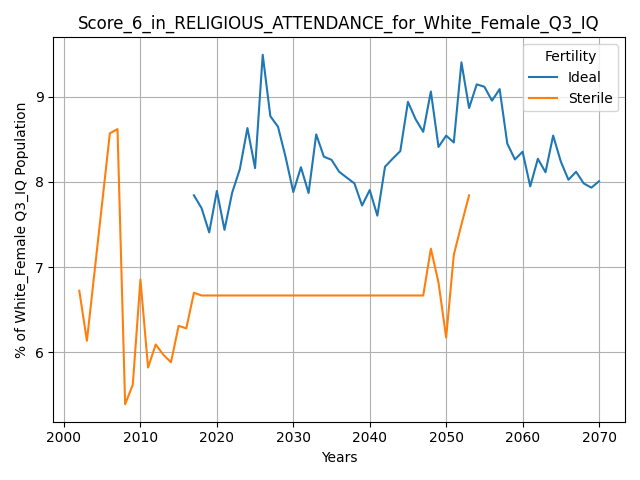 Score_6_in_RELIGIOUS_ATTENDANCE_for_White_Female_Q3_IQ
Fertility
Ideal
Sterile
% of White_Female Q3_IQ Population
9
8
7
6
2000 2010 2020 2030 2040 2050 2060 2070
Years